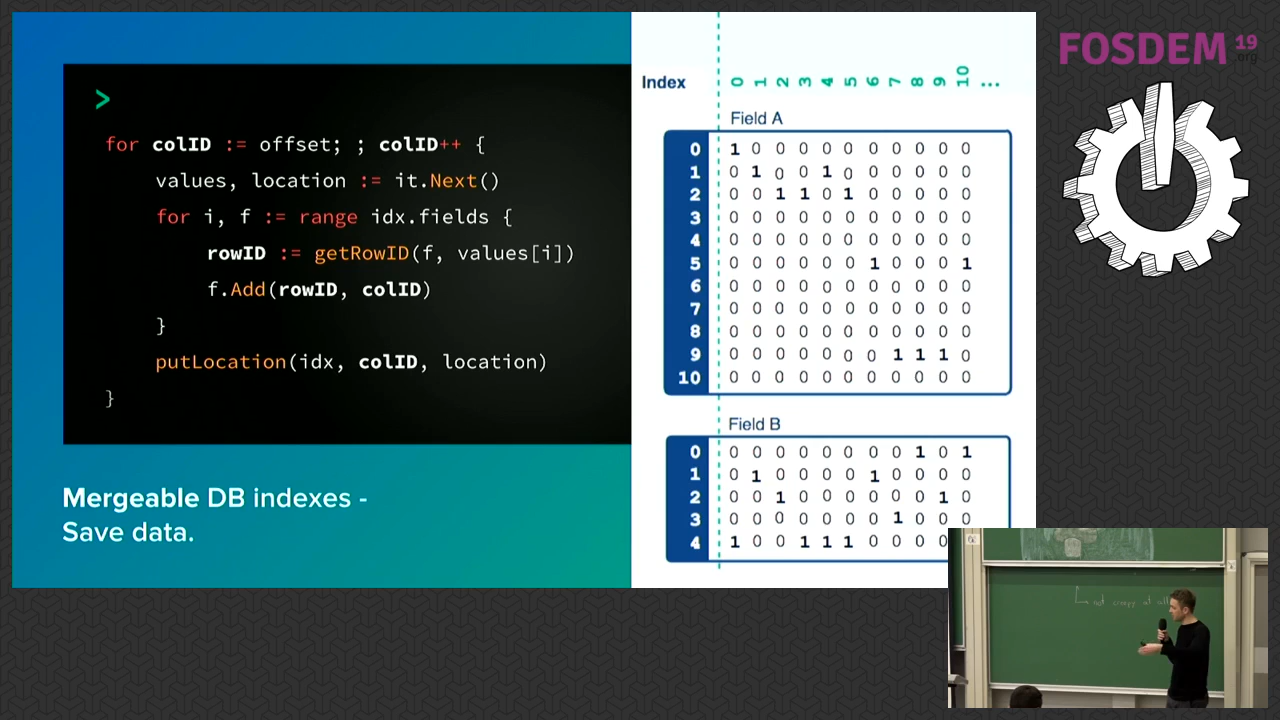 FOSDEM 19
.org
>
for colID := offset; ; colID++ {
values, location := it.Next()
for i, f := range idx.fields {
rowID := getRowID(f, values[i])
f.Add(rowID, colID)
}
putLocation(idx, colID, location)
}
Mergeable DB indexes -
Save data.
Index 0 1 2 3 4 5 6 7 8 9 10 ...
Field A
0 1 0 0 0 0 0 0 0 0 0 0
1 0 1 0 0 1 0 0 0 0 0 0
2 0 0 1 1 0 1 0 0 0 0 0
3 0 0 0 0 0 0 0 0 0 0 0
4 0 0 0 0 0 0 0 0 0 0 0
5 0 0 0 0 0 0 1 0 0 0 1
6 0 0 0 0 0 0 0 0 0 0 0
7 0 0 0 0 0 0 0 0 0 0 0
8 0 0 0 0 0 0 0 0 0 0 0
9 0 0 0 0 0 0 0 1 1 1 0
10 0 0 0 0 0 0 0 0 0 0 0
Field B
0 0 0 0 0 0 0 0 0 1 0 1
1 0 1 0 0 0 0 1 0 0 0 0
2 0 0 1 0 0 0 0 0 0 1 0
3 0 0 0 0 0 0 0 1 0 0
4 1 0 0 1 1 1 0 0 0 0
not at all